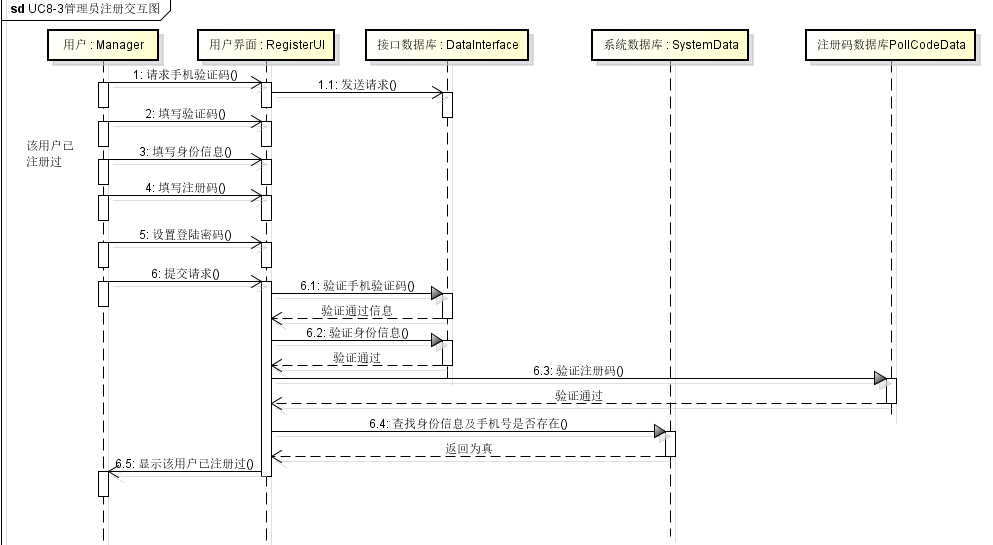 sd UC8-3管理员注册交互图
用户 : Manager
用户界面 : RegisterUI
接口数据库 : DataInterface
系统数据库 : SystemData
注册码数据库PollCodeData
1: 请求手机验证码()
1.1: 发送请求()
2: 填写验证码()
该用户已
注册过
3: 填写身份信息()
4: 填写注册码()
5: 设置登陆密码()
6: 提交请求()
6.1: 验证手机验证码()
验证通过信息
6.2: 验证身份信息()
验证通过
6.3: 验证注册码()
验证通过
6.4: 查找身份信息及手机号是否存在()
返回为真
6.5: 显示该用户已注册过()